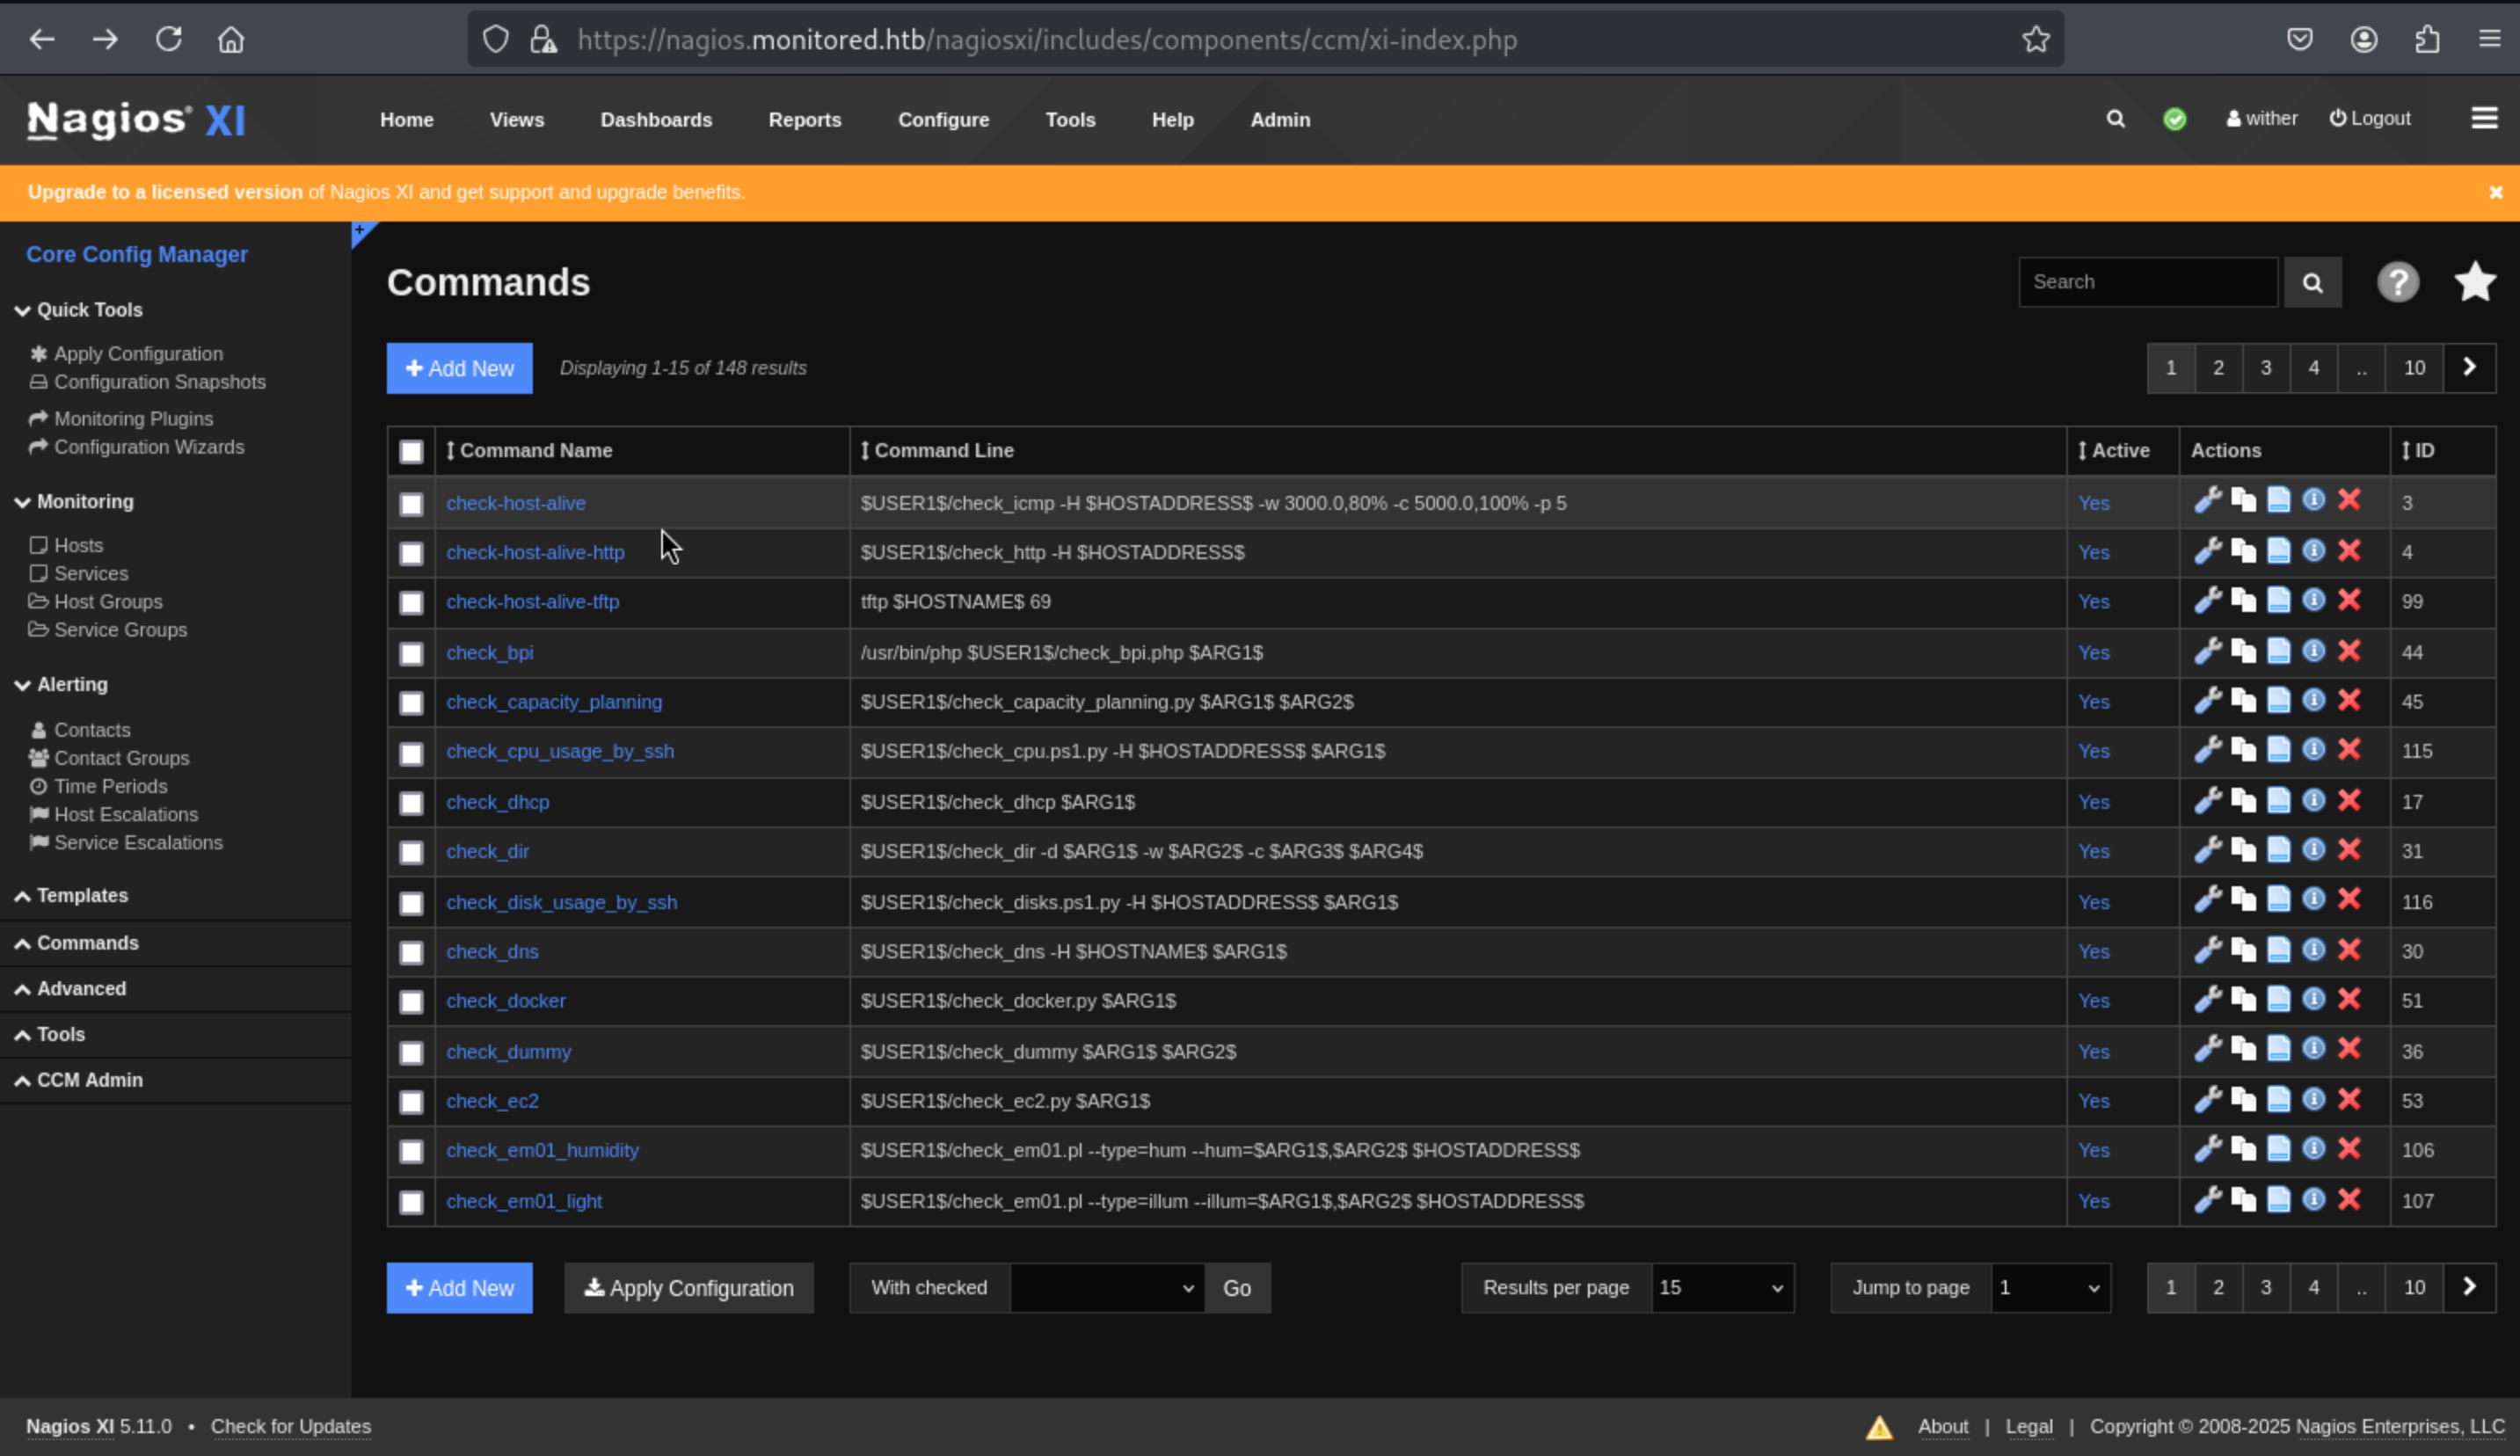 https://nagios.monitored.htb/nagiosxi/includes/components/ccm/xi-index.php
Nagios® XI Home Views Dashboards Reports Configure Tools Help Admin wither Logout
Upgrade to a licensed version of Nagios XI and get support and upgrade benefits.
Core Config Manager
Quick Tools
Apply Configuration
Configuration Snapshots
Monitoring Plugins
Configuration Wizards
Monitoring
Hosts
Services
Host Groups
Service Groups
Alerting
Contacts
Contact Groups
Time Periods
Host Escalations
Service Escalations
Templates
Commands
Advanced
Tools
CCM Admin
Commands Search
Add New Displaying 1-15 of 148 results 1 2 3 4 .. 10
Command Name Command Line Active Actions ID
check-host-alive $USER1$/check_icmp -H $HOSTADDRESS$ -w 3000.0,80% -c 5000.0,100% -p 5 Yes 3
check-host-alive-http $USER1$/check_http -H $HOSTADDRESS$ Yes 4
check-host-alive-tftp tftp $HOSTNAME$ 69 Yes 99
check_bpi /usr/bin/php $USER1$/check_bpi.php $ARG1$ Yes 44
check_capacity_planning $USER1$/check_capacity_planning.py $ARG1$ $ARG2$ Yes 45
check_cpu_usage_by_ssh $USER1$/check_cpu.ps1.py -H $HOSTADDRESS$ $ARG1$ Yes 115
check_dhcp $USER1$/check_dhcp $ARG1$ Yes 17
check_dir $USER1$/check_dir -d $ARG1$ -w $ARG2$ -c $ARG3$ $ARG4$ Yes 31
check_disk_usage_by_ssh $USER1$/check_disks.ps1.py -H $HOSTADDRESS$ $ARG1$ Yes 116
check_dns $USER1$/check_dns -H $HOSTNAME$ $ARG1$ Yes 30
check_docker $USER1$/check_docker.py $ARG1$ Yes 51
check_dummy $USER1$/check_dummy $ARG1$ $ARG2$ Yes 36
check_ec2 $USER1$/check_ec2.py $ARG1$ Yes 53
check_em01_humidity $USER1$/check_em01.pl --type=hum --hum=$ARG1$,$ARG2$ $HOSTADDRESS$ Yes 106
check_em01_light $USER1$/check_em01.pl --type=illum --illum=$ARG1$,$ARG2$ $HOSTADDRESS$ Yes 107
Add New Apply Configuration With checked Go Results per page 15 Jump to page 1 1 2 3 4 .. 10
Nagios XI 5.11.0 • Check for Updates About | Legal | Copyright © 2008-2025 Nagios Enterprises, LLC